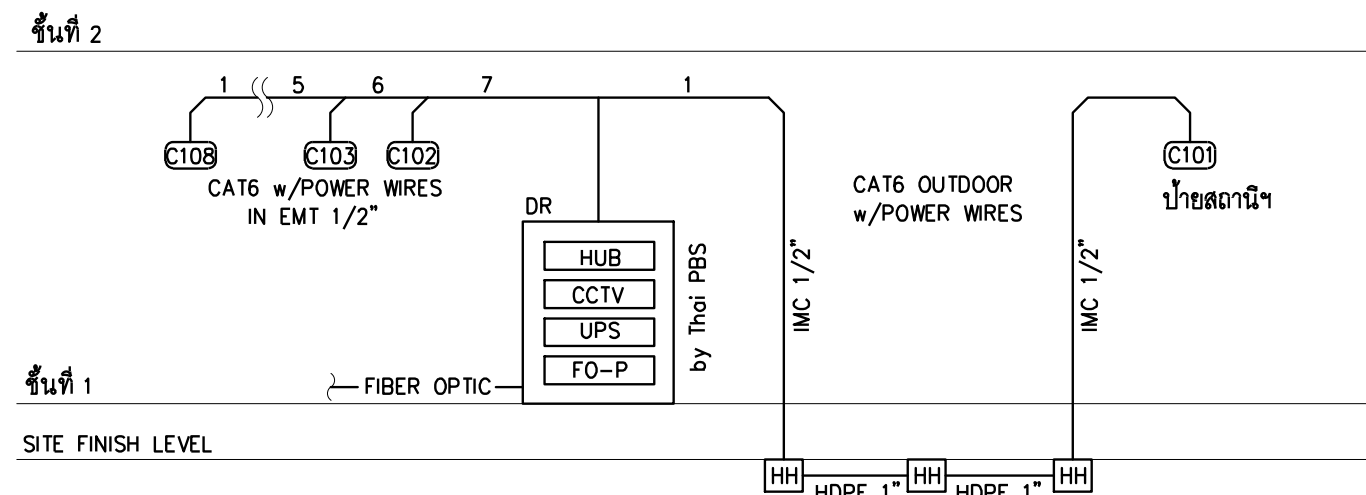 ชั้นที่ 2
1 5 6 7 1
C108 C103 C102 C101
CAT6 w/POWER WIRES
IN EMT 1/2"
CAT6 OUTDOOR
w/POWER WIRES
ป้ายสถานีฯ
DR
HUB
CCTV
UPS
FO-P
by Thai PBS
IMC 1/2"
IMC 1/2"
ชั้นที่ 1
FIBER OPTIC
SITE FINISH LEVEL
HH HH HH
HDPE 1" HDPE 1"